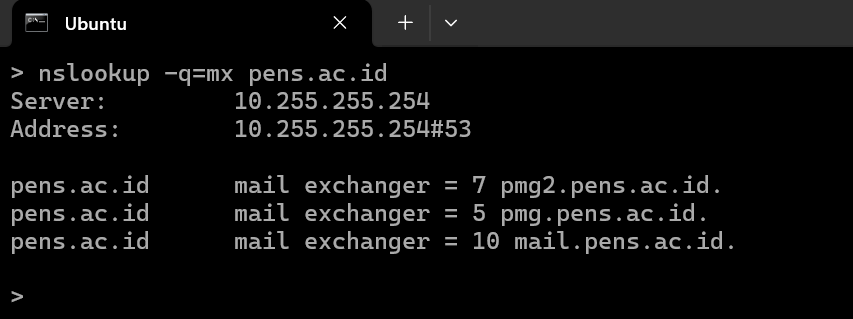 Ubuntu
> nslookup -q=mx pens.ac.id
Server:         10.255.255.254
Address:        10.255.255.254#53
pens.ac.id      mail exchanger = 7 pmg2.pens.ac.id.
pens.ac.id      mail exchanger = 5 pmg.pens.ac.id.
pens.ac.id      mail exchanger = 10 mail.pens.ac.id.
>